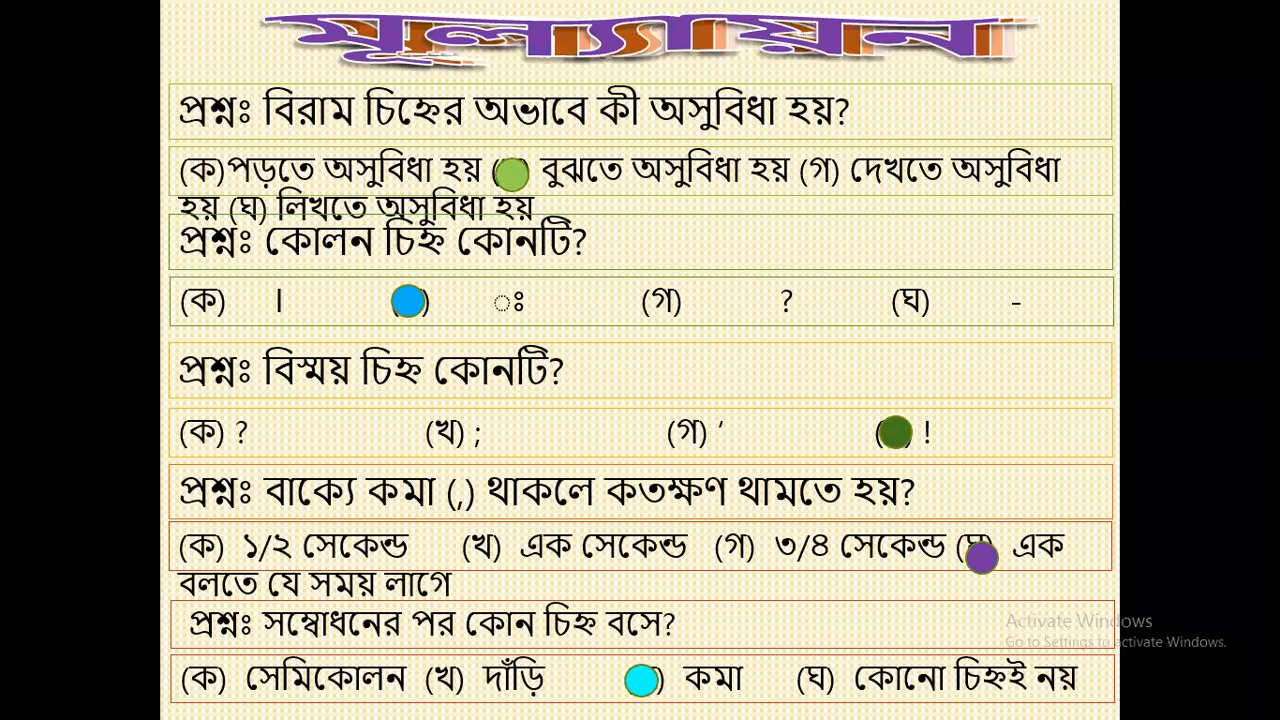 মূল্যায়ন
প্রশ্নঃ বিরাম চিহ্নের অভাবে কী অসুবিধা হয়?
(ক)পড়তে অসুবিধা হয় ( বুঝতে অসুবিধা হয় (গ) দেখতে অসুবিধা
হয় (ঘ) লিখতে অসুবিধা হয়
প্রশ্নঃ কোলন চিহ্ন কোনটি?
(ক) । ( ) ঃ (গ) ? (ঘ) -
প্রশ্নঃ বিস্ময় চিহ্ন কোনটি?
(ক) ? (খ) ; (গ) ‘ ( ) !
প্রশ্নঃ বাক্যে কমা (,) থাকলে কতক্ষণ থামতে হয়?
(ক) ১/২ সেকেন্ড (খ) এক সেকেন্ড (গ) ৩/৪ সেকেন্ড (ঘ) এক
বলতে যে সময় লাগে
প্রশ্নঃ সম্বোধনের পর কোন চিহ্ন বসে?
(ক) সেমিকোলন (খ) দাঁড়ি ) কমা (ঘ) কোনো চিহ্নই নয়
Activate Windows
Go to Settings to activate Windows.